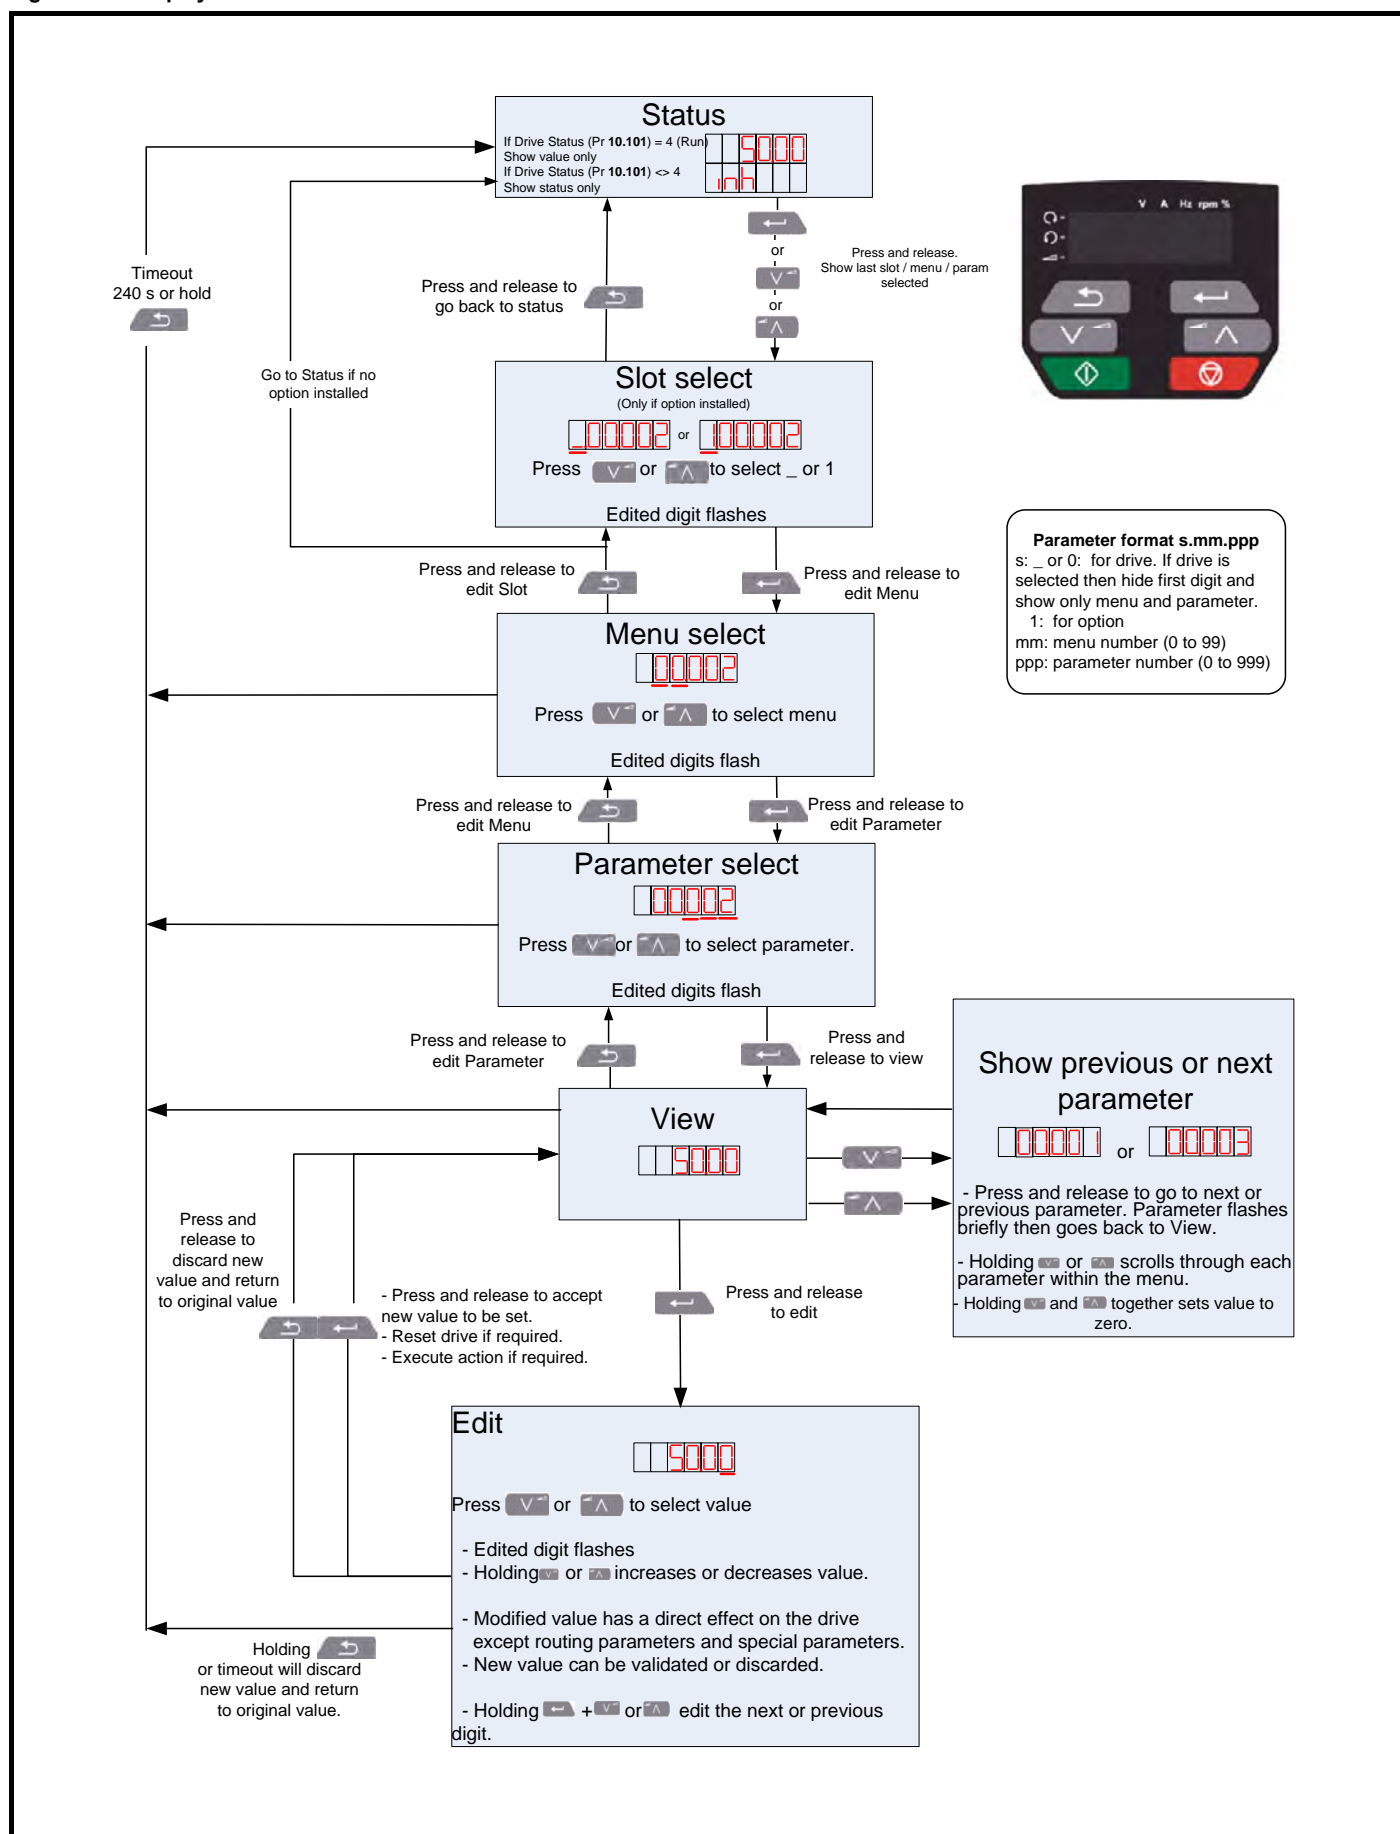 Status
If Drive Status (Pr 10.101) = 4 (Run)
Show value only
If Drive Status (Pr 10.101) <> 4
Show status only
5000
inh
V A Hz rpm %
or
or
Press and release.
Show last slot / menu / param
selected
Timeout
240 s or hold
Press and release to
go back to status
Go to Status if no
option installed
Slot select
(Only if option installed)
_00002 or 100002
Press or to select _ or 1
Edited digit flashes
Press and release to
edit Slot
Press and release to
edit Menu
Parameter format s.mm.ppp
s: _ or 0: for drive. If drive is
selected then hide first digit and
show only menu and parameter.
1: for option
mm: menu number (0 to 99)
ppp: parameter number (0 to 999)
Menu select
00002
Press or to select menu
Edited digits flash
Press and release to
edit Menu
Press and release to
edit Parameter
Parameter select
00002
Press or to select parameter.
Edited digits flash
Press and release to
edit Parameter
Press and
release to view
View
5000
Show previous or next
parameter
00001 or 00003
- Press and release to go to next or
previous parameter. Parameter flashes
briefly then goes back to View.
- Holding or scrolls through each
parameter within the menu.
- Holding and together sets value to
zero.
Press and
release to
discard new
value and return
to original value
- Press and release to accept
new value to be set.
- Reset drive if required.
- Execute action if required.
Press and release
to edit
Edit
5000
Press or to select value
- Edited digit flashes
- Holding or increases or decreases value.
- Modified value has a direct effect on the drive
except routing parameters and special parameters.
- New value can be validated or discarded.
- Holding + or edit the next or previous
digit.
Holding
or timeout will discard
new value and return
to original value.